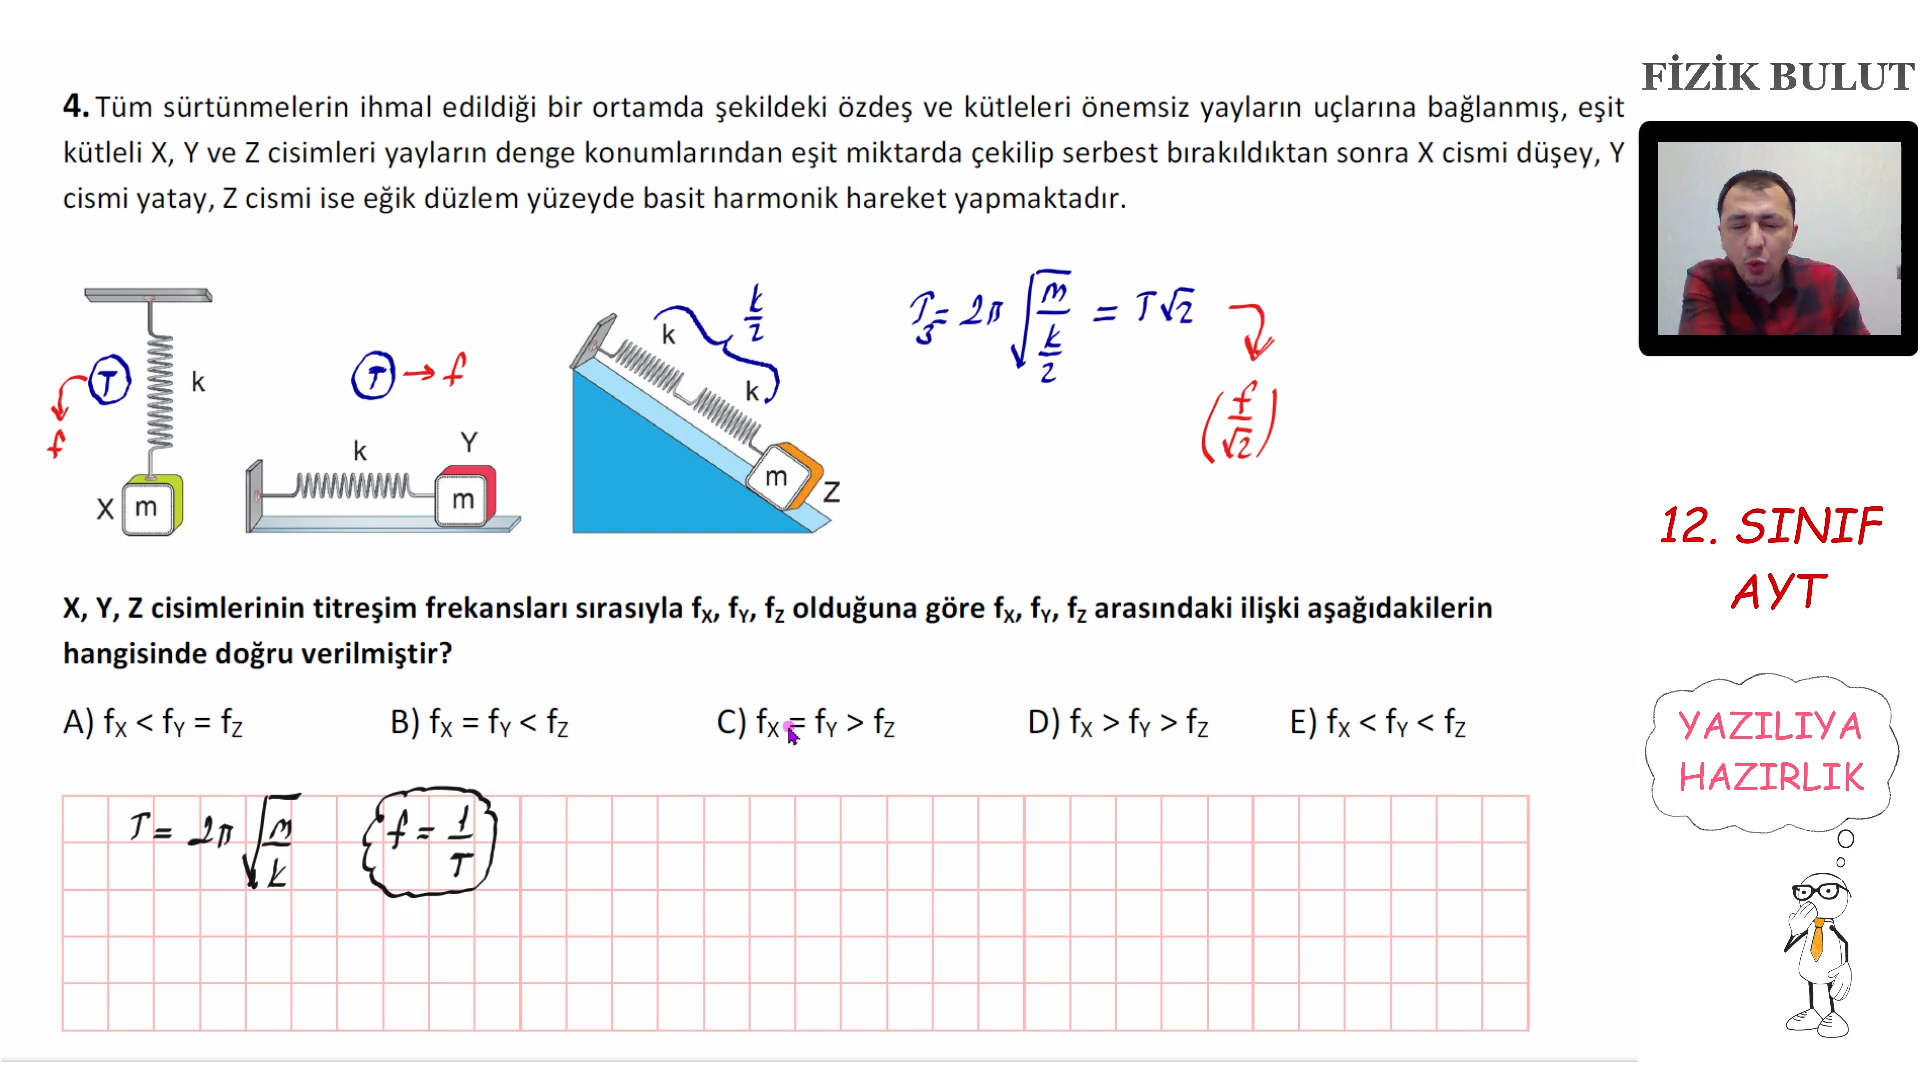 FİZİK BULUT
4. Tüm sürtünmelerin ihmal edildiği bir ortamda şekildeki özdeş ve kütleleri önemsiz yayların uçlarına bağlanmış, eşit
kütleli X, Y ve Z cisimleri yayların denge konumlarından eşit miktarda çekilip serbest bırakıldıktan sonra X cismi düşey, Y
cismi yatay, Z cismi ise eğik düzlem yüzeyde basit harmonik hareket yapmaktadır.
T
f
k
X m
T → f
k
Y
m
k
k/2
k
m
Z
T₃ = 2π √(m/(k/2)) = T√2
(f/√2)
12. SINIF
AYT
X, Y, Z cisimlerinin titreşim frekansları sırasıyla fX, fY, fZ olduğuna göre fX, fY, fZ arasındaki ilişki aşağıdakilerin
hangisinde doğru verilmiştir?
A) fX < fY = fZ B) fX = fY < fZ C) fX = fY > fZ D) fX > fY > fZ E) fX < fY < fZ
YAZILIYA
HAZIRLIK
T = 2π √(m/k) f = 1/T